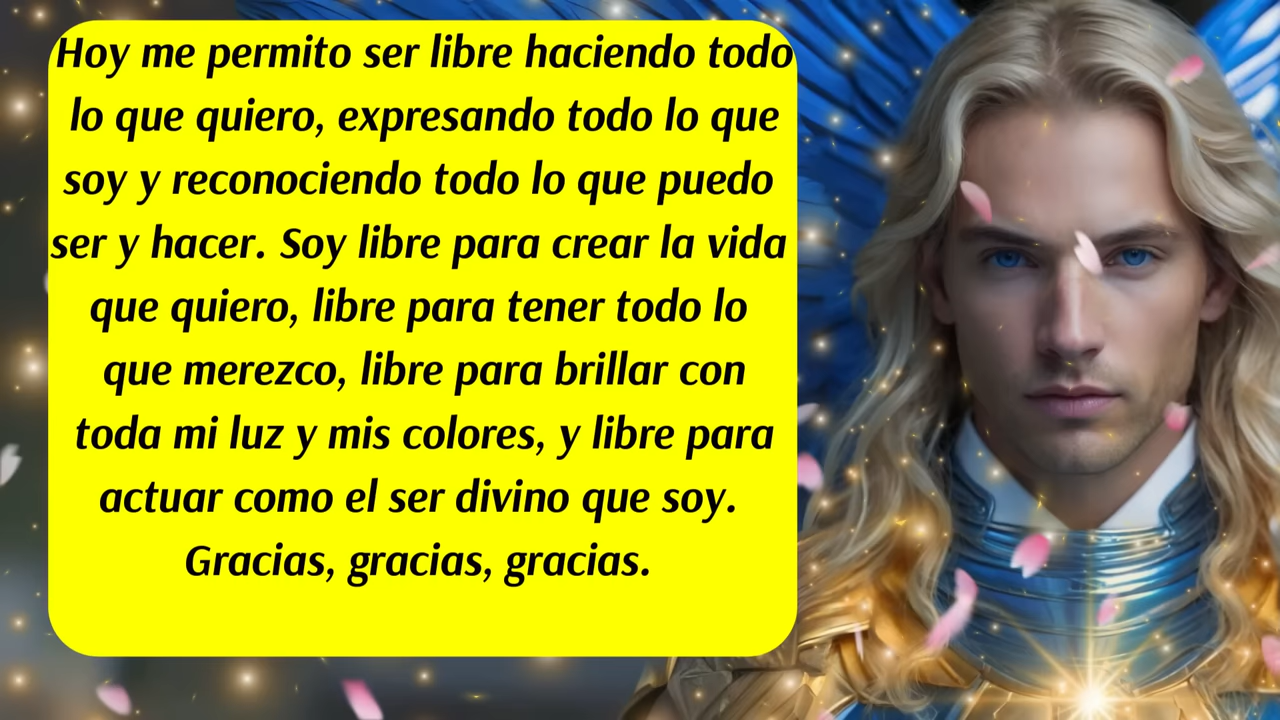 Hoy me permito ser libre haciendo todo
lo que quiero, expresando todo lo que
soy y reconociendo todo lo que puedo
ser y hacer. Soy libre para crear la vida
que quiero, libre para tener todo lo
que merezco, libre para brillar con
toda mi luz y mis colores, y libre para
actuar como el ser divino que soy.
Gracias, gracias, gracias.